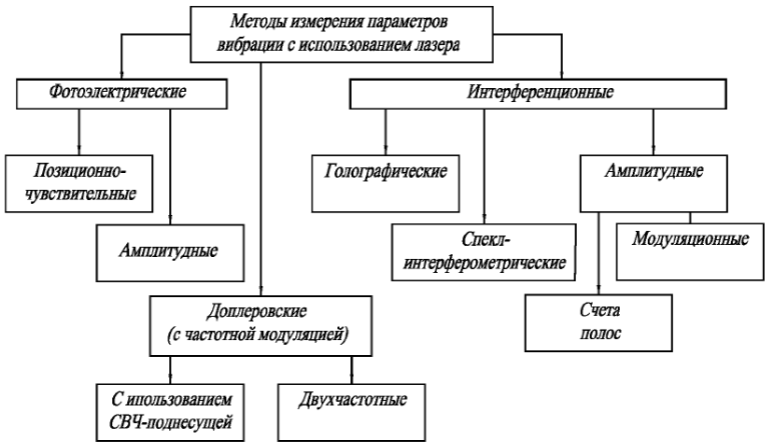 Методы измерения параметров
вибрации с использованием лазера
Фотоэлектрические
Интерференционные
Позиционно-
чувствительные
Голографические
Амплитудные
Амплитудные
Спекл-
интерферометрические
Модуляционные
Доплеровские
(с частотной модуляцией)
Счета
полос
С ипользованием
СВЧ-поднесущей
Двухчастотные